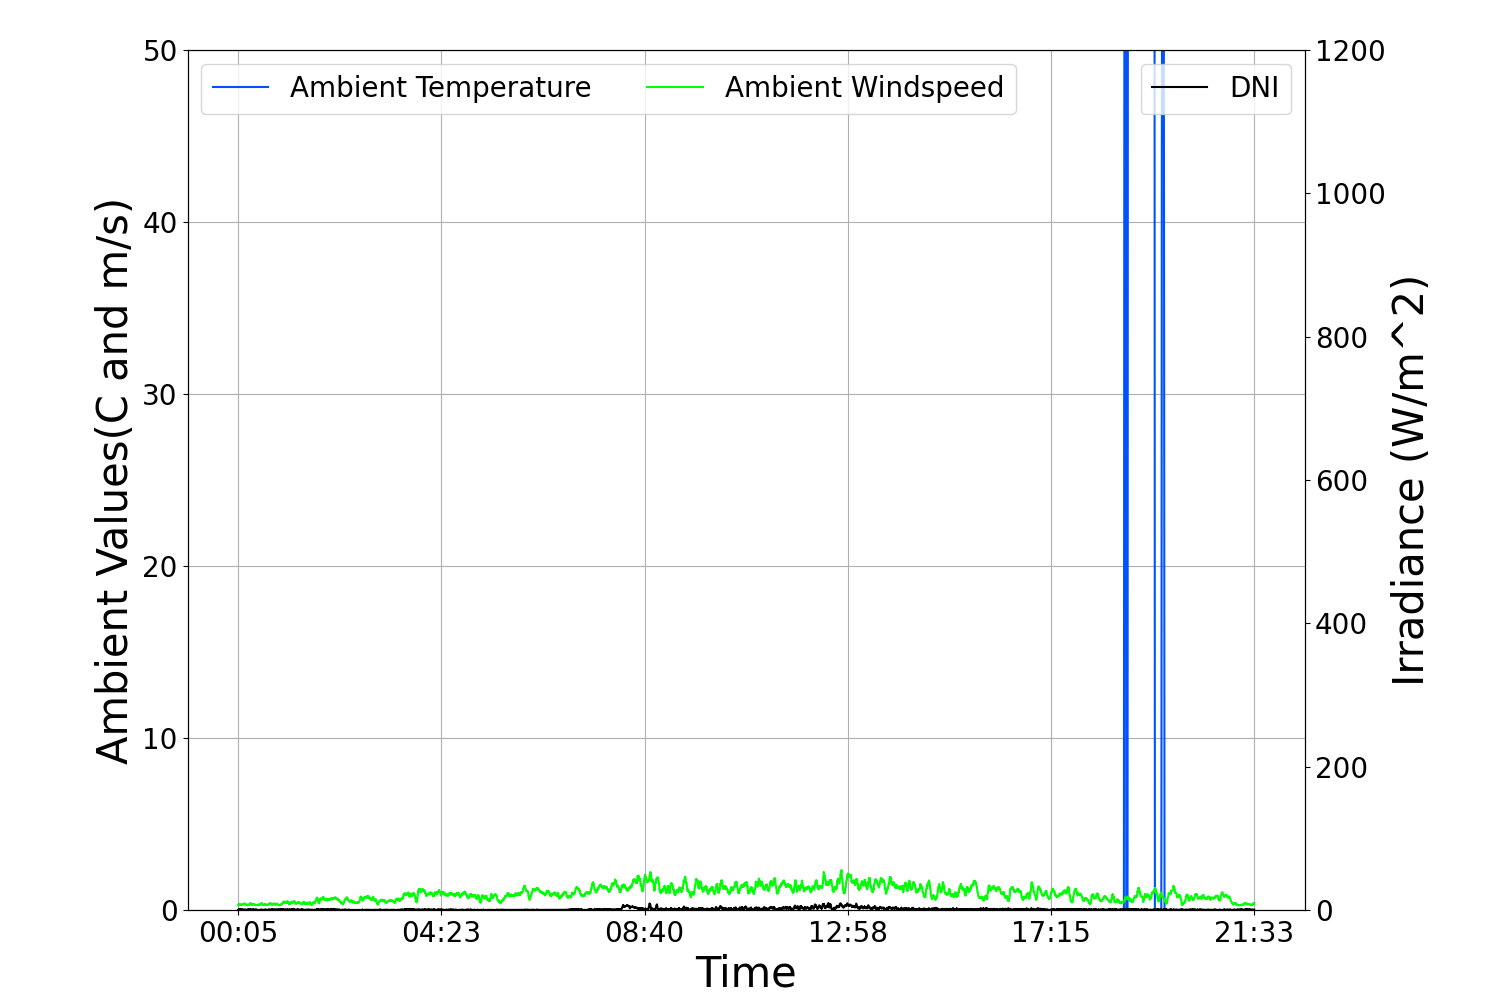 Ambient Temperature
Ambient Windspeed
DNI
50
40
30
20
10
0
Ambient Values(C and m/s)
1200
1000
800
600
400
200
0
Irradiance (W/m^2)
00:05 04:23 08:40 12:58 17:15 21:33
Time